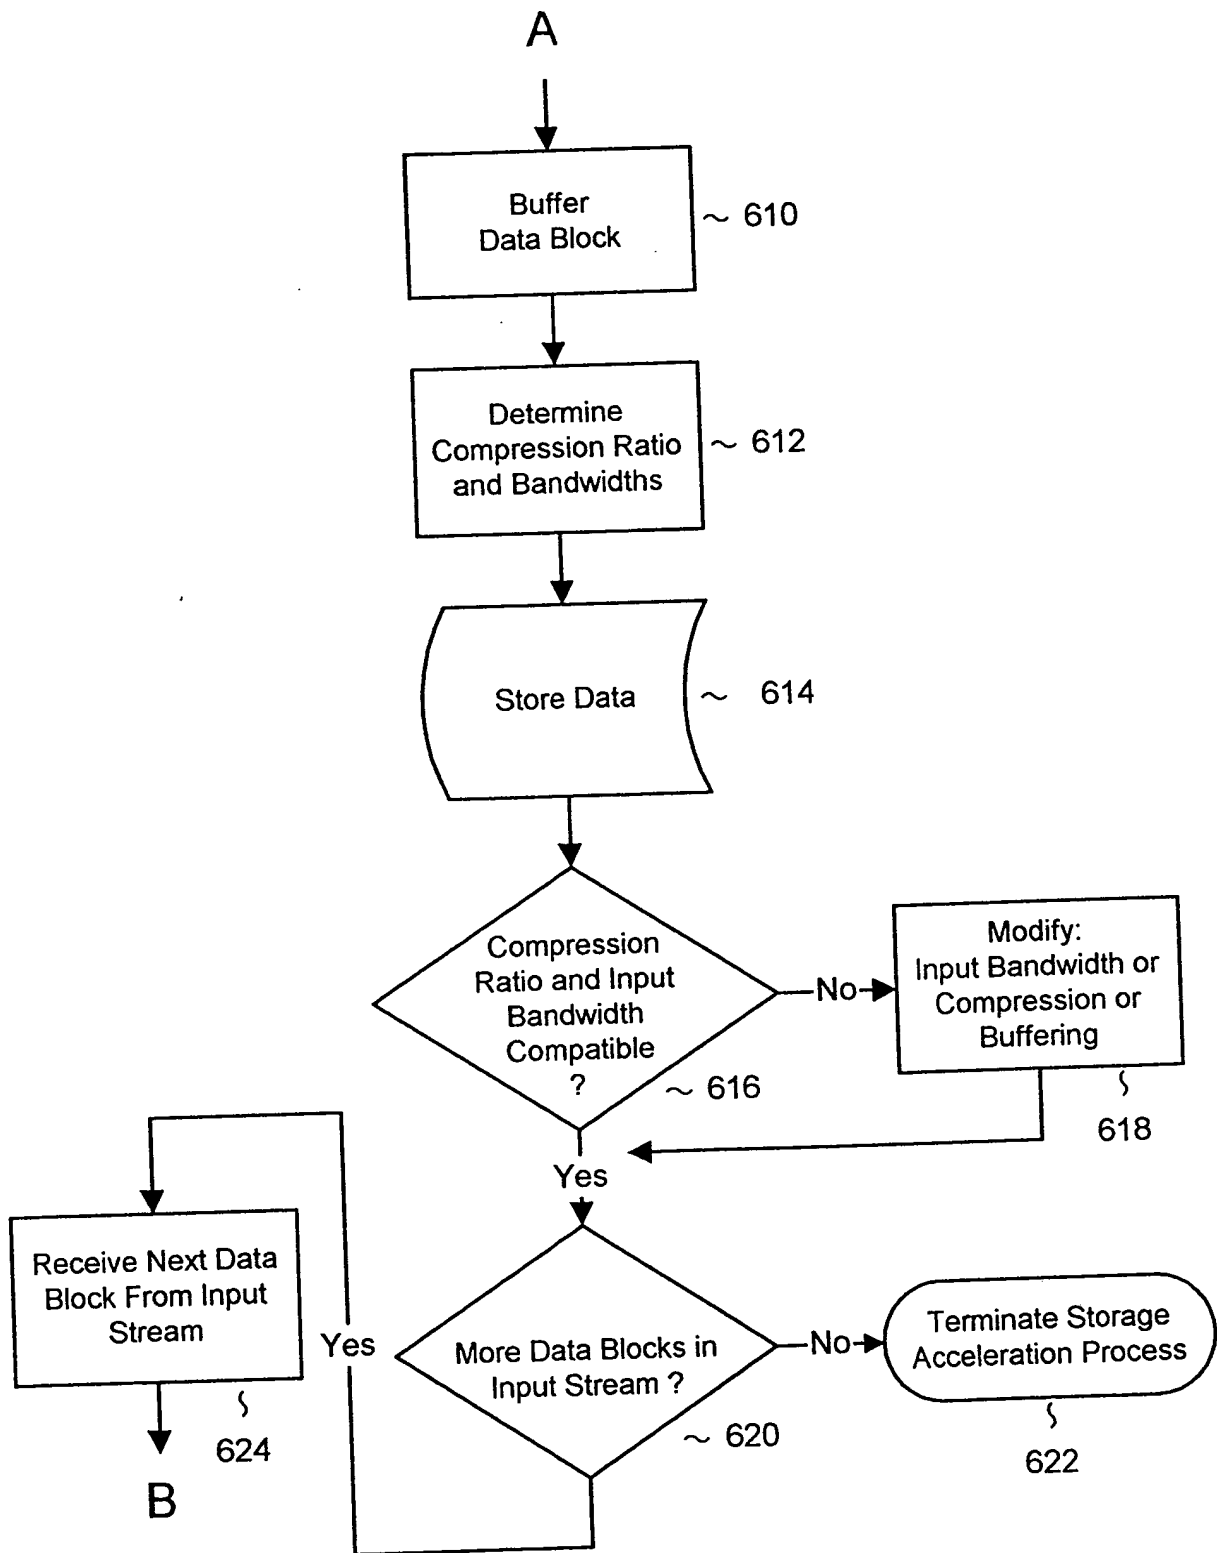 A
Buffer
Data Block
~ 610
Determine
Compression Ratio
and Bandwidths
~ 612
Store Data
~ 614
Compression
Ratio and Input
Bandwidth
Compatible
?
~ 616
No
Modify:
Input Bandwidth or
Compression or
Buffering
618
Yes
Receive Next Data
Block From Input
Stream
624
B
Yes
More Data Blocks in
Input Stream ?
~ 620
No
Terminate Storage
Acceleration Process
622